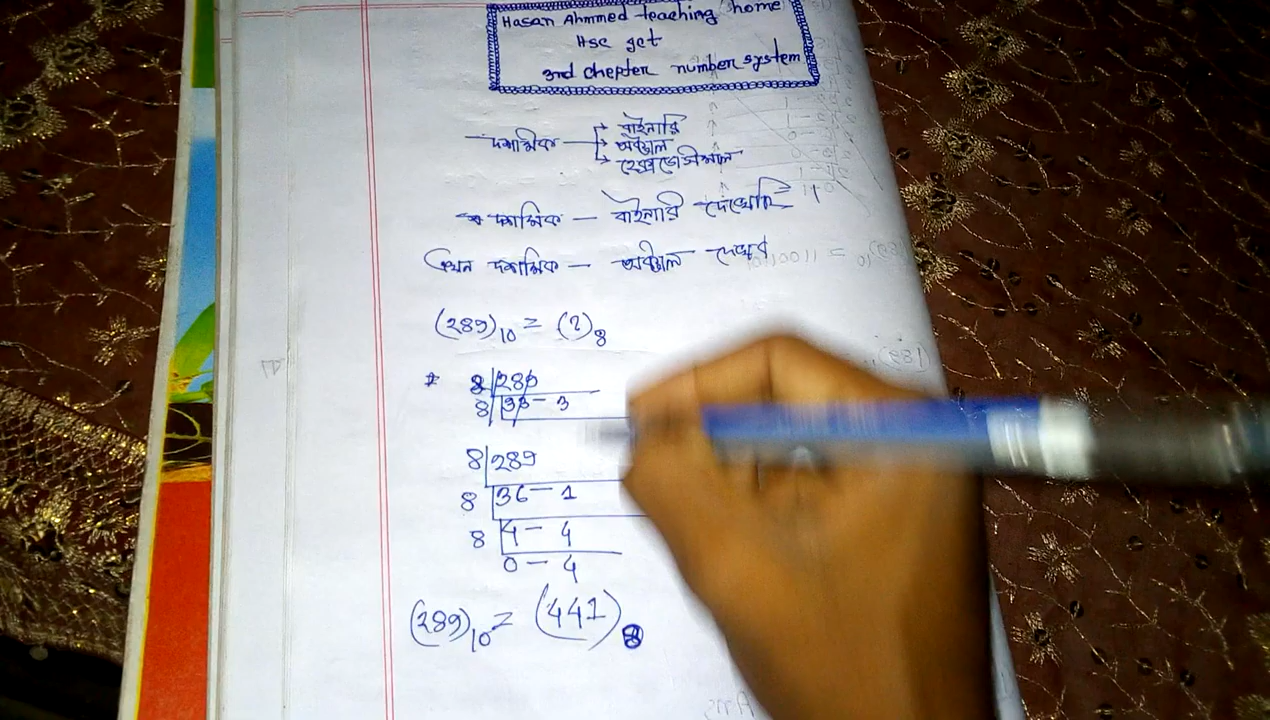 Hasan Ahmmed teaching home
Hsc ict
3nd chepter number system
দশমিক — বাইনারি
অক্টাল
হেক্সাডেসিমাল
দশমিক — বাইনারি দেখেছি ।
এখন দশমিক — অক্টাল দেখব
(289)10 = (?)8
8 289
8 36 — 1
8 4 — 4
0 — 4
(289)10 = (441)8